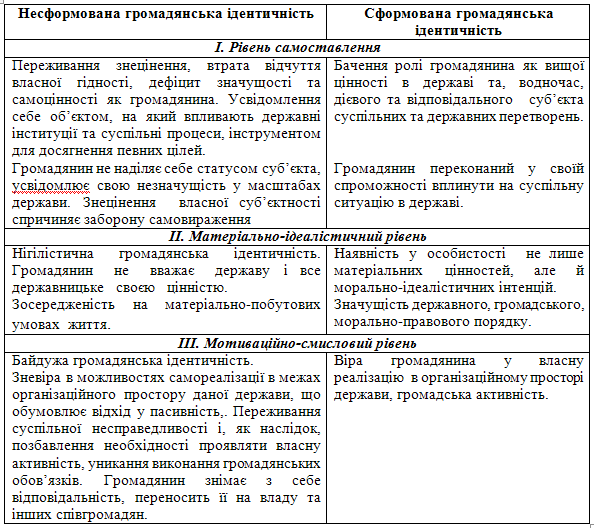 Несформована громадянська ідентичність
Сформована громадянська
ідентичність
І. Рівень самоставлення
Переживання знецінення, втрата відчуття
власної гідності, дефіцит значущості та
самоцінності як громадянина. Усвідомлення
себе об’єктом, на який впливають державні
інституції та суспільні процеси, інструментом
для досягнення певних цілей.
Громадянин не наділяє себе статусом суб’єкта,
усвідомлює свою незначущість у масштабах
держави. Знецінення власної суб’єктності
спричиняє заборону самовираження
Бачення ролі громадянина як вищої
цінності в державі та, водночас,
дієвого та відповідального суб’єкта
суспільних та державних перетворень.
Громадянин переконаний у своїй
спроможності вплинути на суспільну
ситуацію в державі.
ІІ. Матеріально-ідеалістичний рівень
Нігілістична громадянська ідентичність.
Громадянин не вважає державу і все
державницьке своєю цінністю.
Зосередженість на матеріально-побутових
умовах життя.
Наявність у особистості не лише
матеріальних цінностей, але й
морально-ідеалістичних інтенцій.
Значущість державного, громадського,
морально-правового порядку.
ІІІ. Мотиваційно-смисловий рівень
Байдужа громадянська ідентичність.
Зневіра в можливостях самореалізації в межах
організаційного простору даної держави, що
обумовлює відхід у пасивність,. Переживання
суспільної несправедливості і, як наслідок,
позбавлення необхідності проявляти власну
активність, уникання виконання громадянських
обов’язків. Громадянин знімає з себе
відповідальність, переносить її на владу та
інших співгромадян.
Віра громадянина у власну
реалізацію в організаційному просторі
держави, громадська активність.